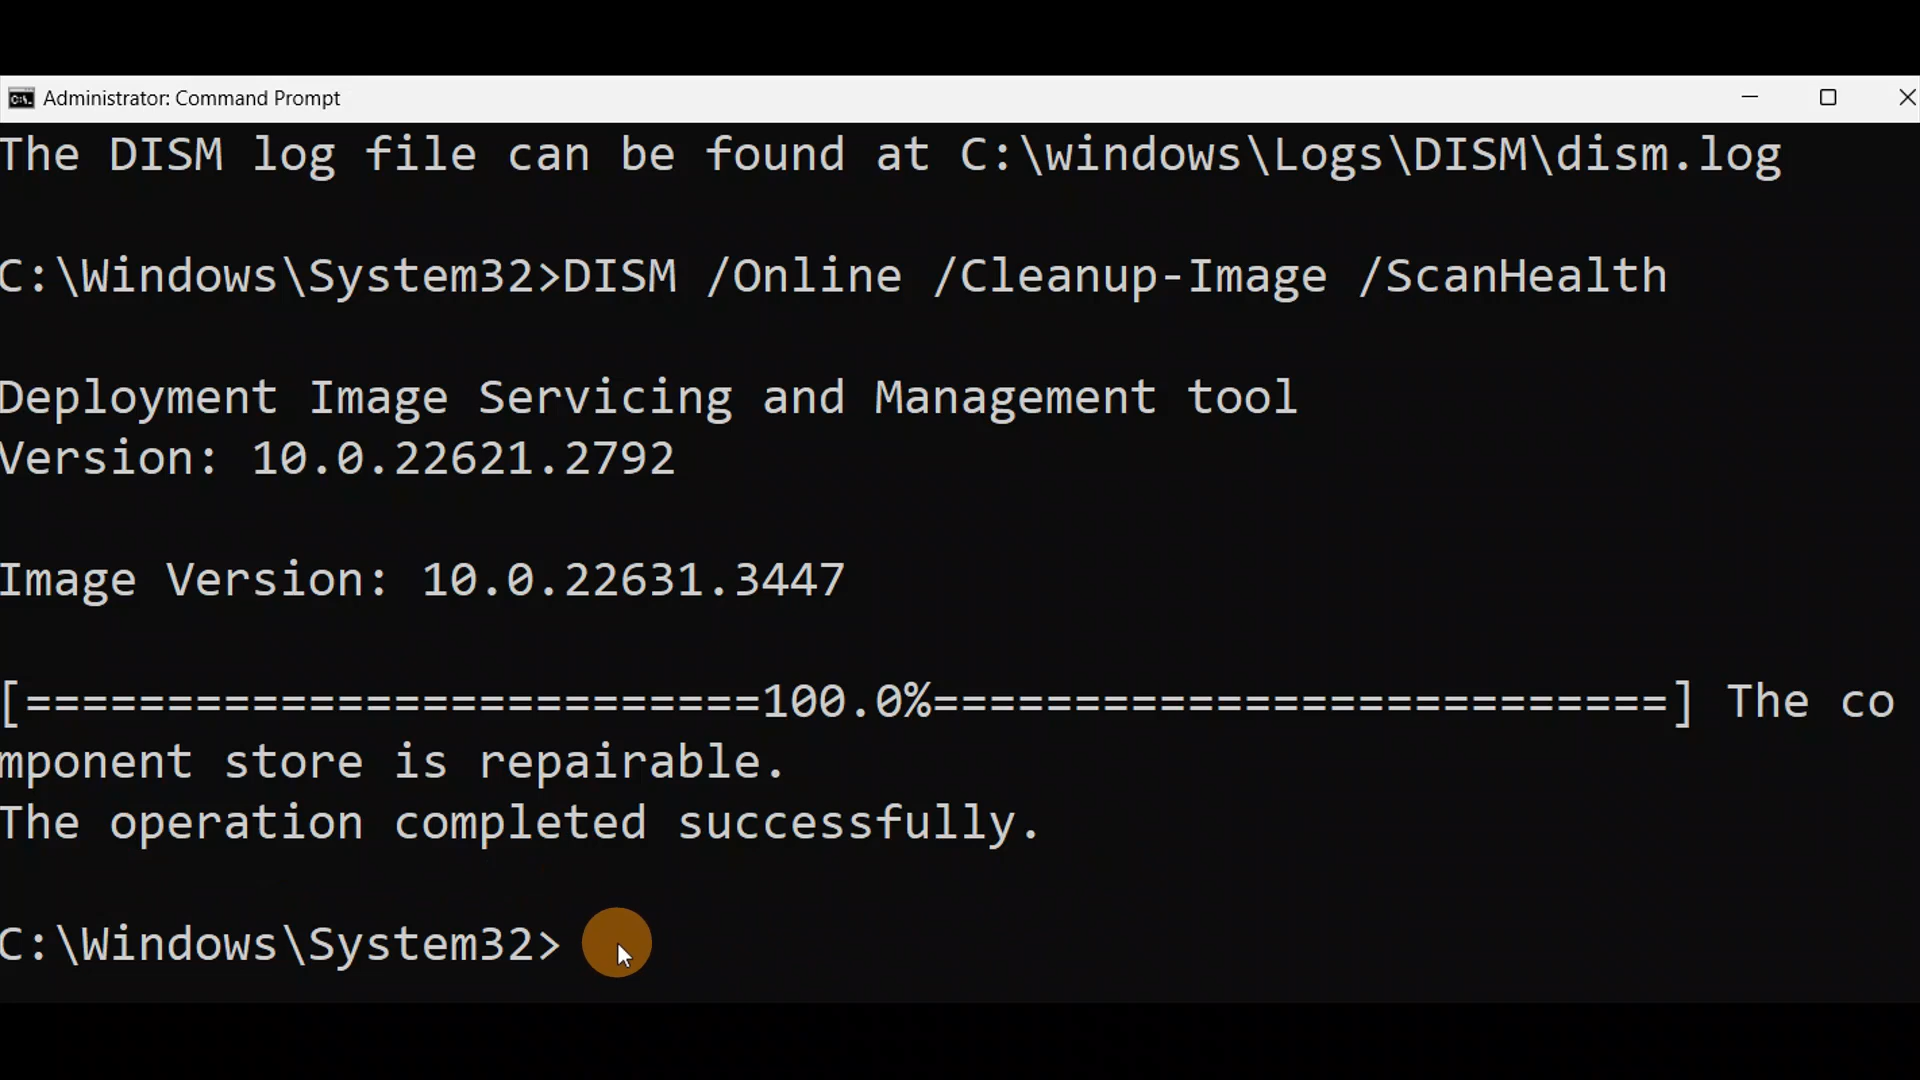 Administrator: Command Prompt
The DISM log file can be found at C:\windows\Logs\DISM\dism.log
C:\Windows\System32>DISM /Online /Cleanup-Image /ScanHealth
Deployment Image Servicing and Management tool
Version: 10.0.22621.2792
Image Version: 10.0.22631.3447
[==========================100.0%==========================] The co
mponent store is repairable.
The operation completed successfully.
C:\Windows\System32>